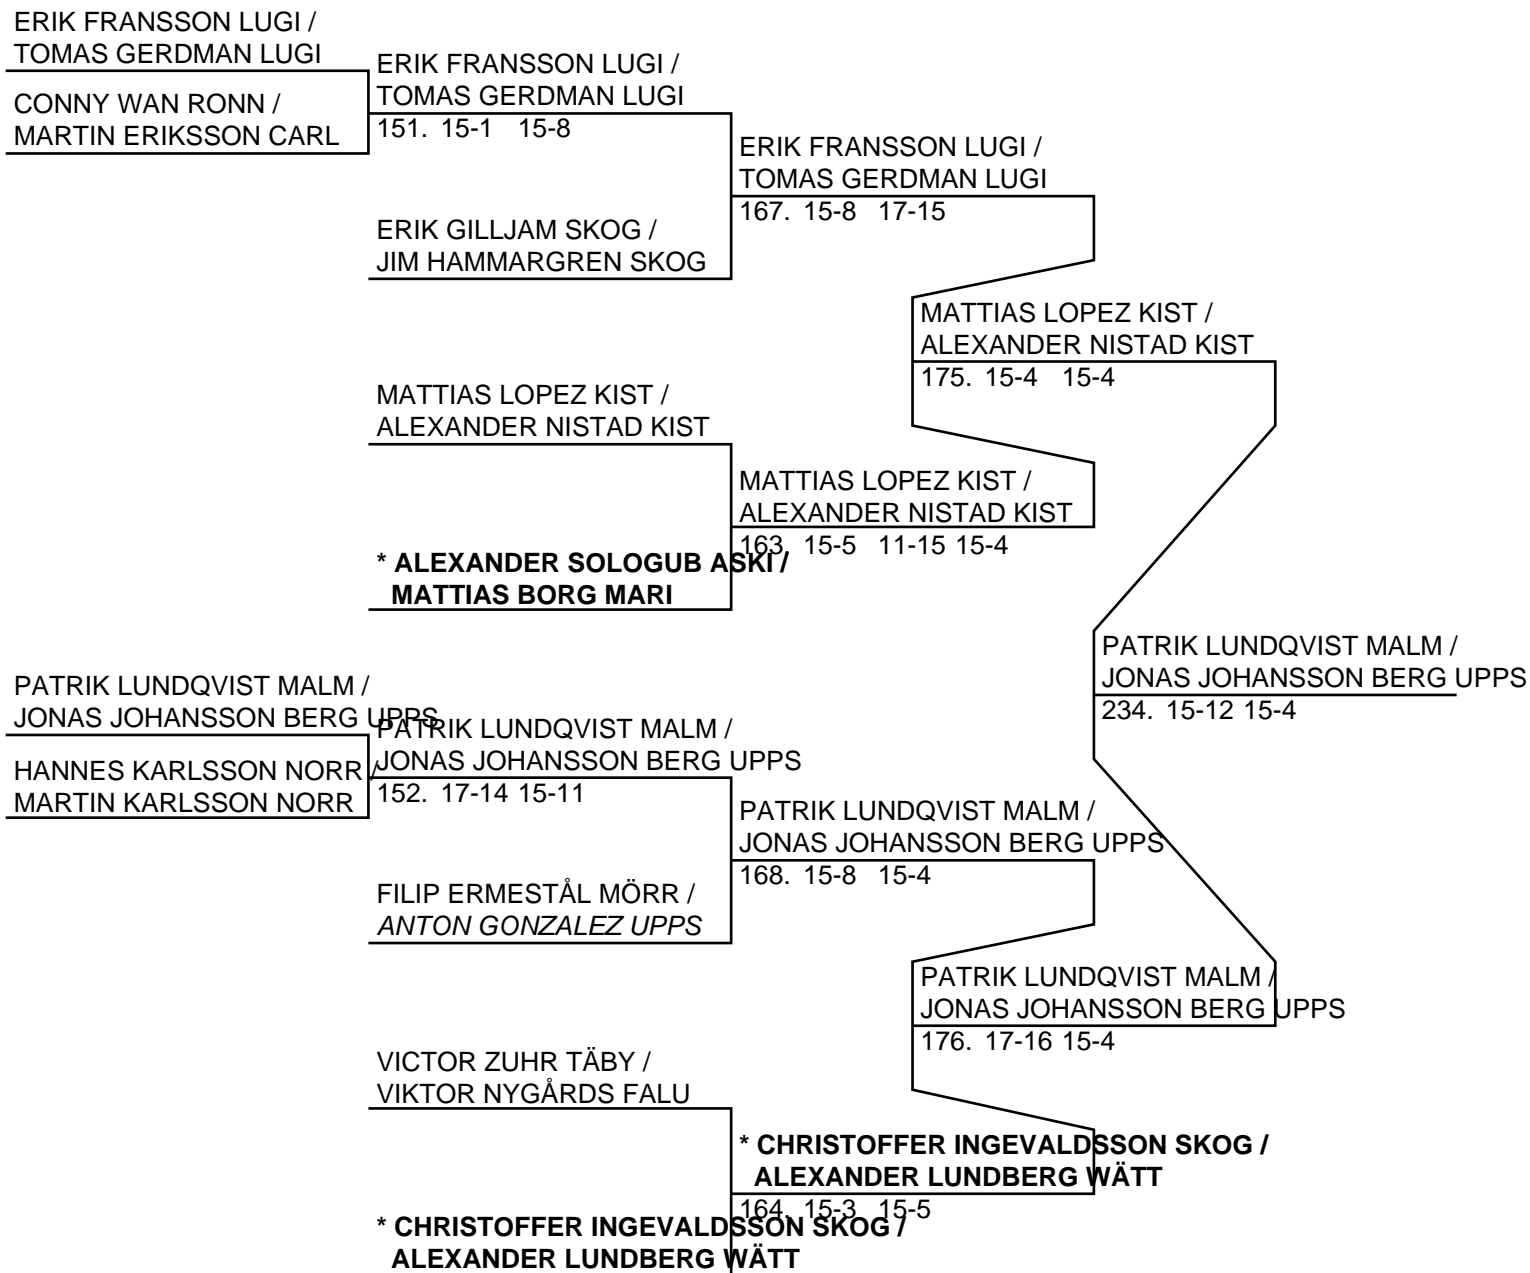 ERIK FRANSSON LUGI /
TOMAS GERDMAN LUGI
CONNY WAN RONN /
MARTIN ERIKSSON CARL
ERIK FRANSSON LUGI /
TOMAS GERDMAN LUGI
151. 15-1 15-8
ERIK GILLJAM SKOG /
JIM HAMMARGREN SKOG
ERIK FRANSSON LUGI /
TOMAS GERDMAN LUGI
167. 15-8 17-15
MATTIAS LOPEZ KIST /
ALEXANDER NISTAD KIST
* ALEXANDER SOLOGUB ASKI /
MATTIAS BORG MARI
MATTIAS LOPEZ KIST /
ALEXANDER NISTAD KIST
163. 15-5 11-15 15-4
MATTIAS LOPEZ KIST /
ALEXANDER NISTAD KIST
175. 15-4 15-4
PATRIK LUNDQVIST MALM /
JONAS JOHANSSON BERG UPPS
HANNES KARLSSON NORR /
MARTIN KARLSSON NORR
PATRIK LUNDQVIST MALM /
JONAS JOHANSSON BERG UPPS
152. 17-14 15-11
FILIP ERMESTÅL MÖRR /
ANTON GONZALEZ UPPS
PATRIK LUNDQVIST MALM /
JONAS JOHANSSON BERG UPPS
168. 15-8 15-4
VICTOR ZUHR TÄBY /
VIKTOR NYGÅRDS FALU
* CHRISTOFFER INGEVALDSSON SKOG /
ALEXANDER LUNDBERG WÄTT
* CHRISTOFFER INGEVALDSSON SKOG /
ALEXANDER LUNDBERG WÄTT
164. 15-3 15-5
PATRIK LUNDQVIST MALM /
JONAS JOHANSSON BERG UPPS
176. 17-16 15-4
PATRIK LUNDQVIST MALM /
JONAS JOHANSSON BERG UPPS
234. 15-12 15-4